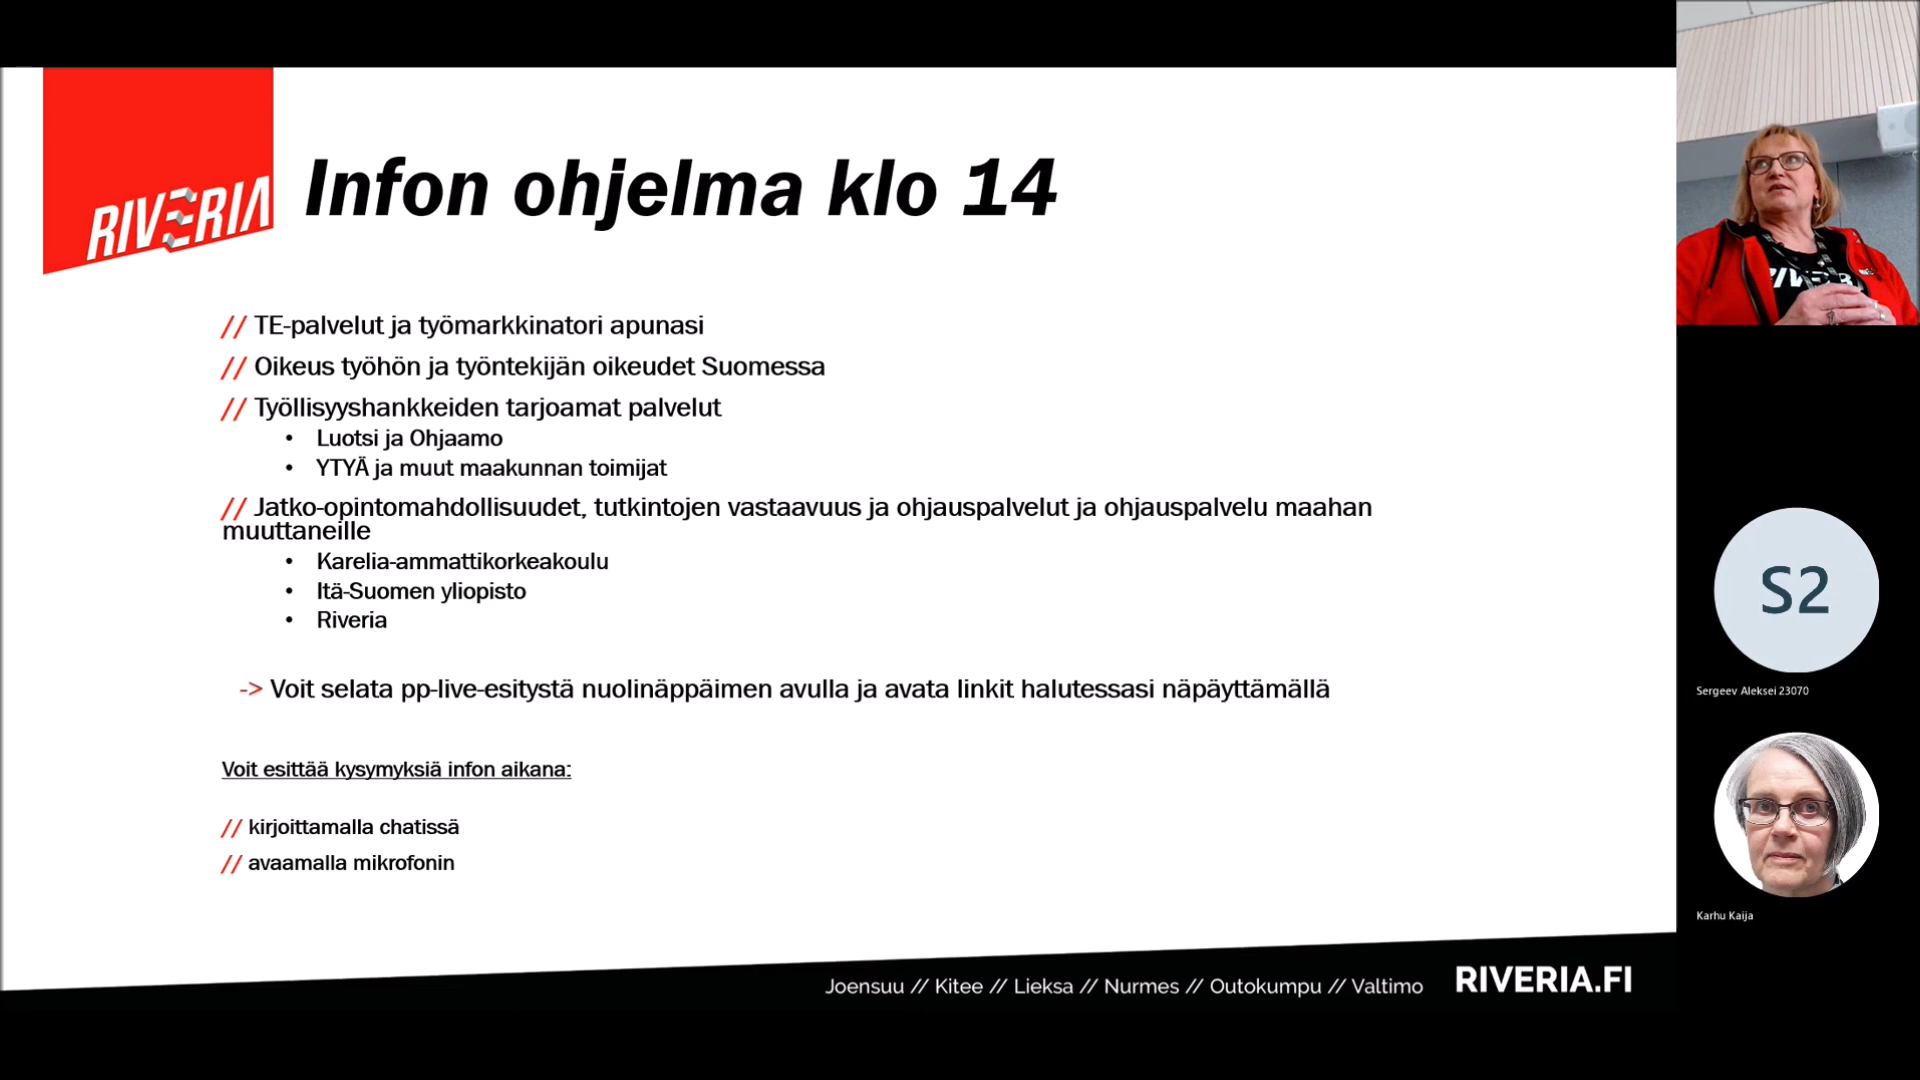 RIVERIA
Infon ohjelma klo 14
// TE-palvelut ja työmarkkinatori apunasi
// Oikeus työhön ja työntekijän oikeudet Suomessa
// Työllisyyshankkeiden tarjoamat palvelut
• Luotsi ja Ohjaamo
• YTYÄ ja muut maakunnan toimijat
// Jatko-opintomahdollisuudet, tutkintojen vastaavuus ja ohjauspalvelut ja ohjauspalvelu maahan
muuttaneille
• Karelia-ammattikorkeakoulu
• Itä-Suomen yliopisto
• Riveria
-> Voit selata pp-live-esitystä nuolinäppäimen avulla ja avata linkit halutessasi näpäyttämällä
Voit esittää kysymyksiä infon aikana:
// kirjoittamalla chatissä
// avaamalla mikrofonin
Joensuu // Kitee // Lieksa // Nurmes // Outokumpu // Valtimo
RIVERIA.FI
S2
Sergeev Aleksei 23070
Karhu Kaija